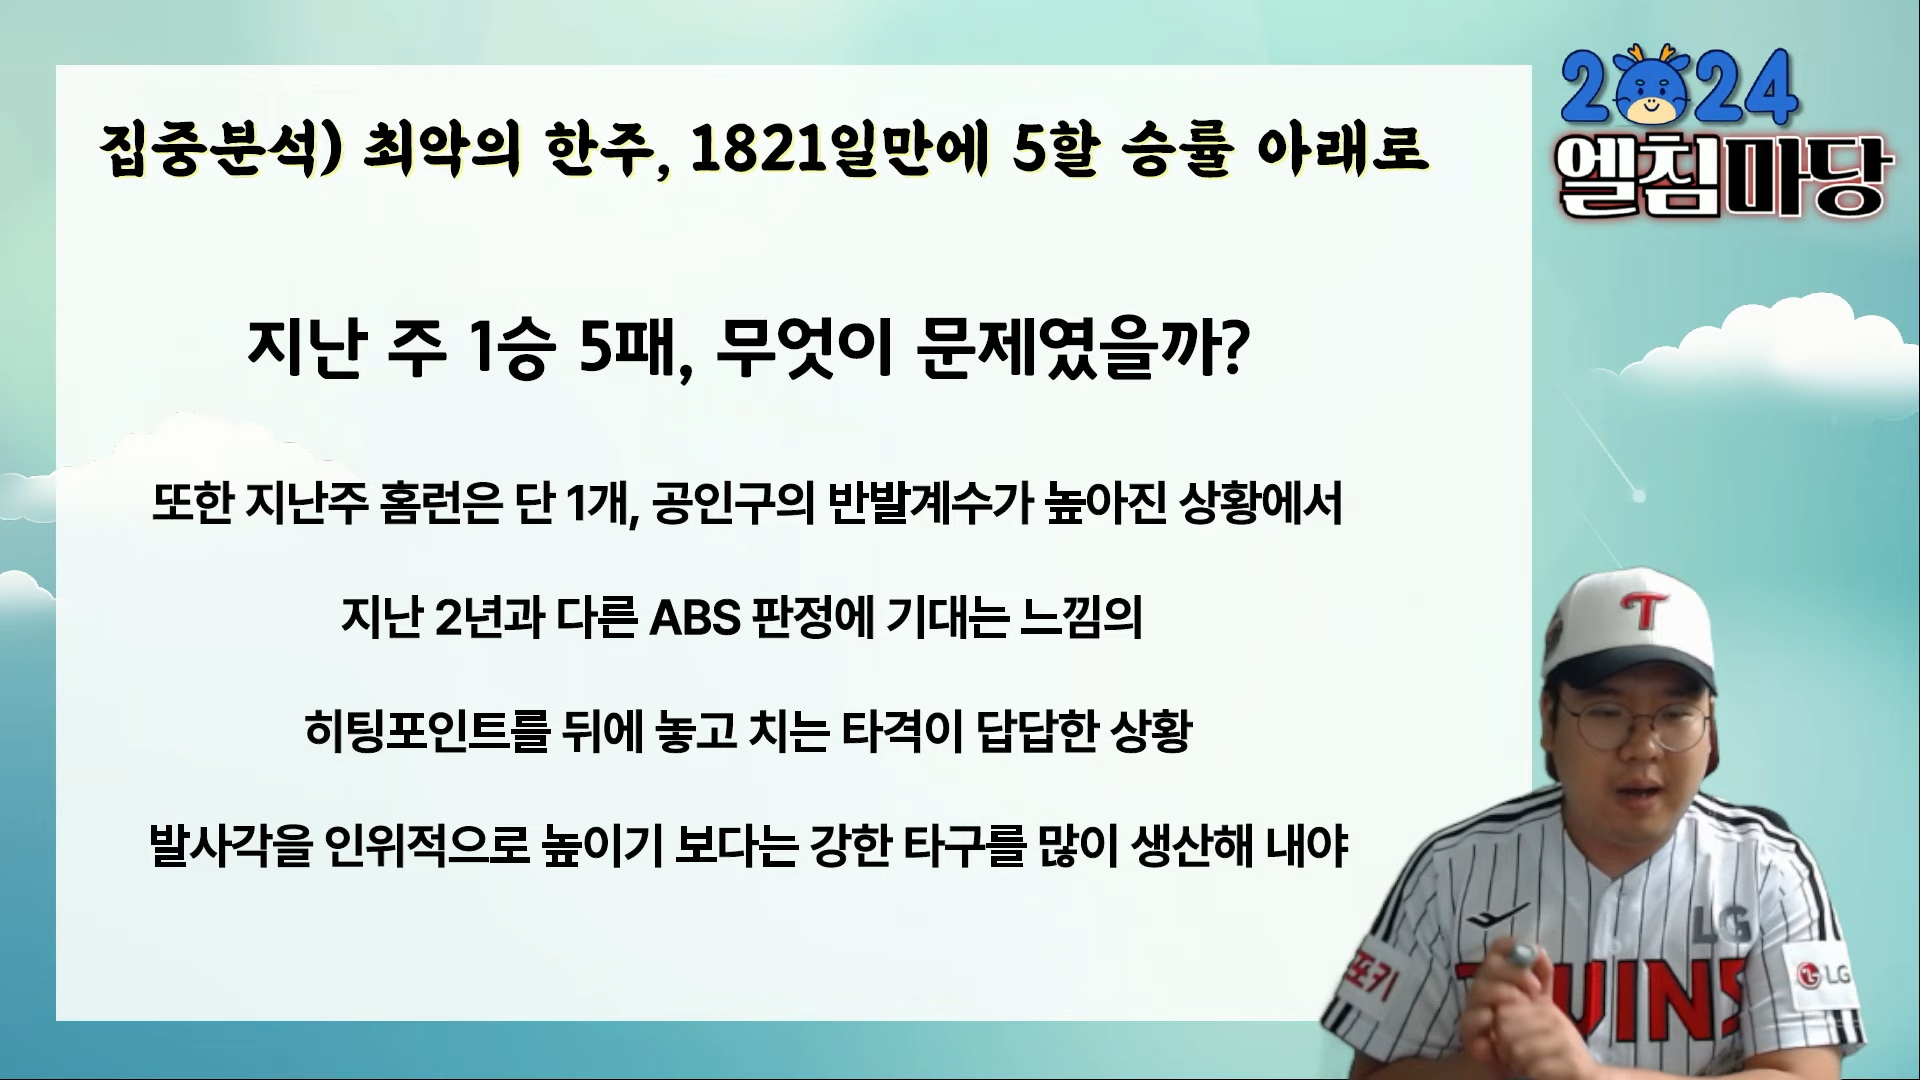 집중분석) 최악의 한주, 1821일만에 5할 승률 아래로
2024
엘침마당
지난 주 1승 5패, 무엇이 문제였을까?
또한 지난주 홈런은 단 1개, 공인구의 반발계수가 높아진 상황에서
지난 2년과 다른 ABS 판정에 기대는 느낌의
히팅포인트를 뒤에 놓고 치는 타격이 답답한 상황
발사각을 인위적으로 높이기 보다는 강한 타구를 많이 생산해 내야
T
LG
포키
TWINS
LG